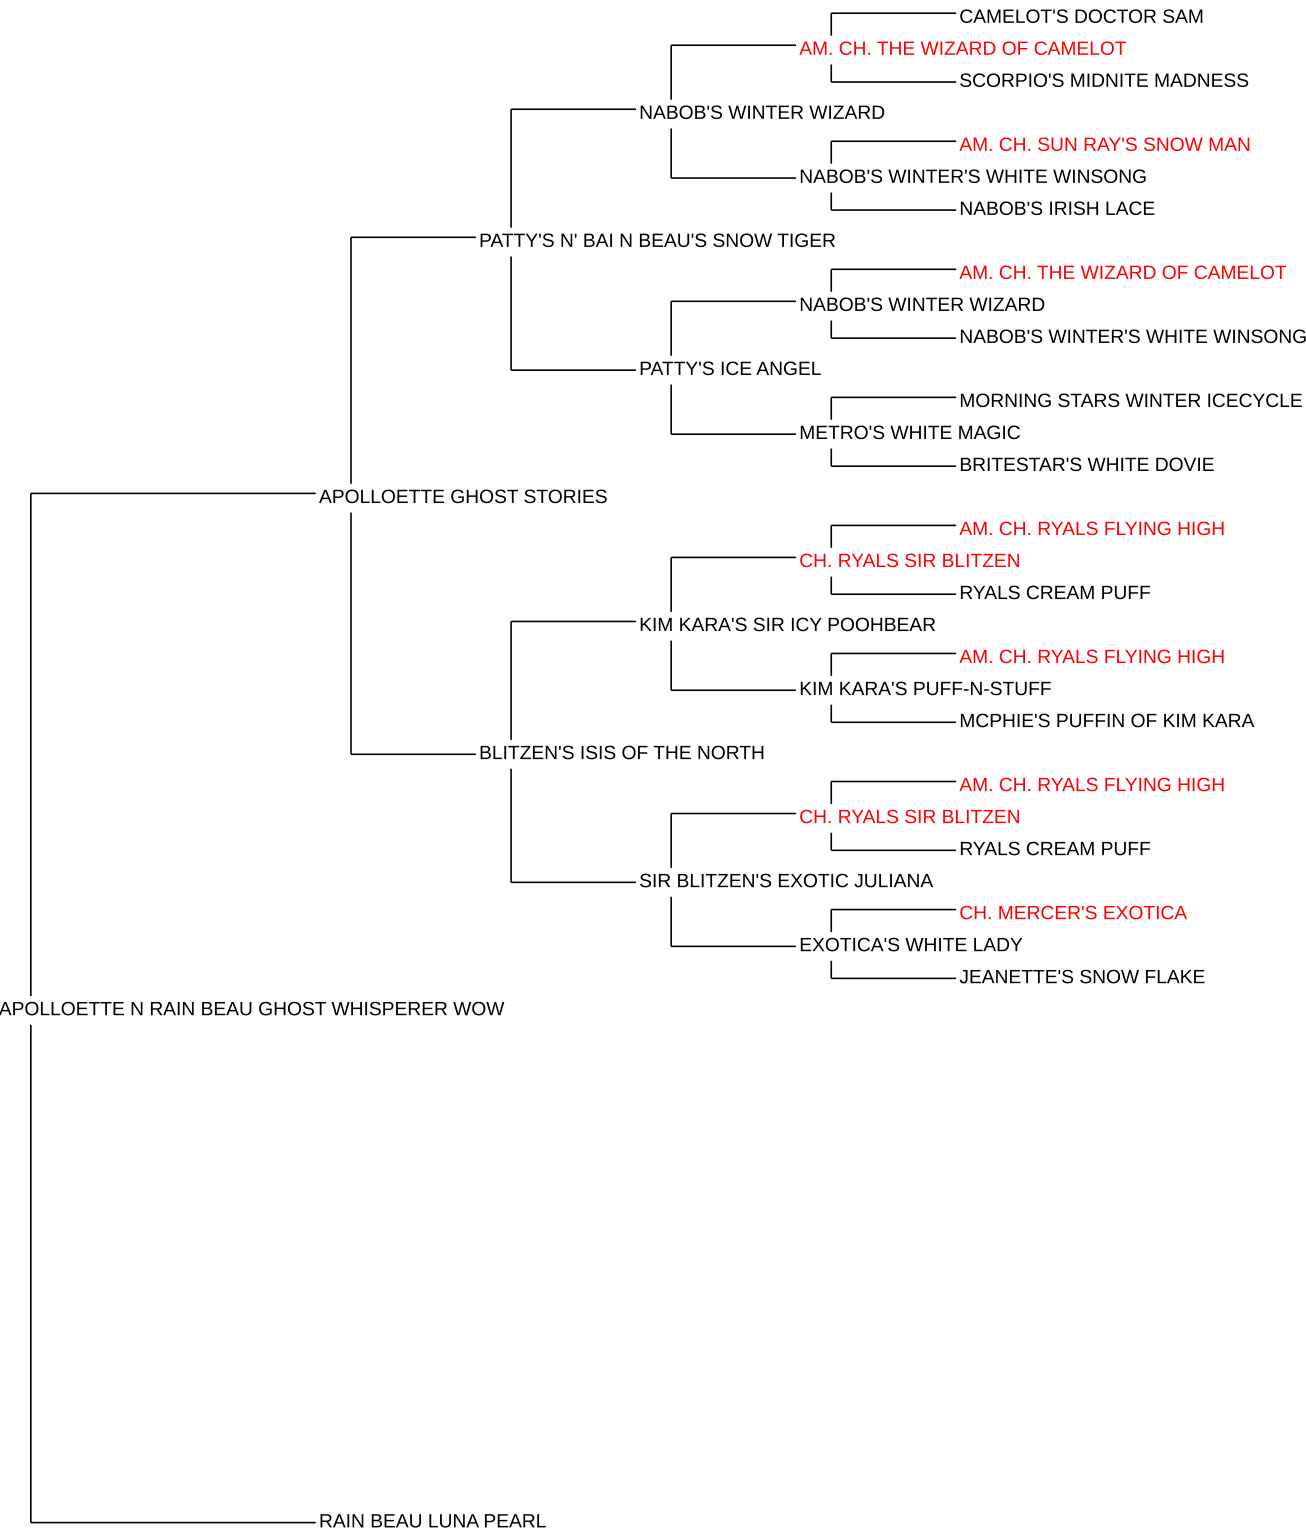 CAMELOT'S DOCTOR SAM
AM. CH. THE WIZARD OF CAMELOT
SCORPIO'S MIDNITE MADNESS
NABOB'S WINTER WIZARD
AM. CH. SUN RAY'S SNOW MAN
NABOB'S WINTER'S WHITE WINSONG
NABOB'S IRISH LACE
PATTY'S N' BAI N BEAU'S SNOW TIGER
AM. CH. THE WIZARD OF CAMELOT
NABOB'S WINTER WIZARD
NABOB'S WINTER'S WHITE WINSONG
PATTY'S ICE ANGEL
MORNING STARS WINTER ICECYCLE
METRO'S WHITE MAGIC
BRITESTAR'S WHITE DOVIE
APOLLOETTE GHOST STORIES
AM. CH. RYALS FLYING HIGH
CH. RYALS SIR BLITZEN
RYALS CREAM PUFF
KIM KARA'S SIR ICY POOHBEAR
AM. CH. RYALS FLYING HIGH
KIM KARA'S PUFF-N-STUFF
MCPHIE'S PUFFIN OF KIM KARA
BLITZEN'S ISIS OF THE NORTH
AM. CH. RYALS FLYING HIGH
CH. RYALS SIR BLITZEN
RYALS CREAM PUFF
SIR BLITZEN'S EXOTIC JULIANA
CH. MERCER'S EXOTICA
EXOTICA'S WHITE LADY
JEANETTE'S SNOW FLAKE
APOLLOETTE N RAIN BEAU GHOST WHISPERER WOW
RAIN BEAU LUNA PEARL